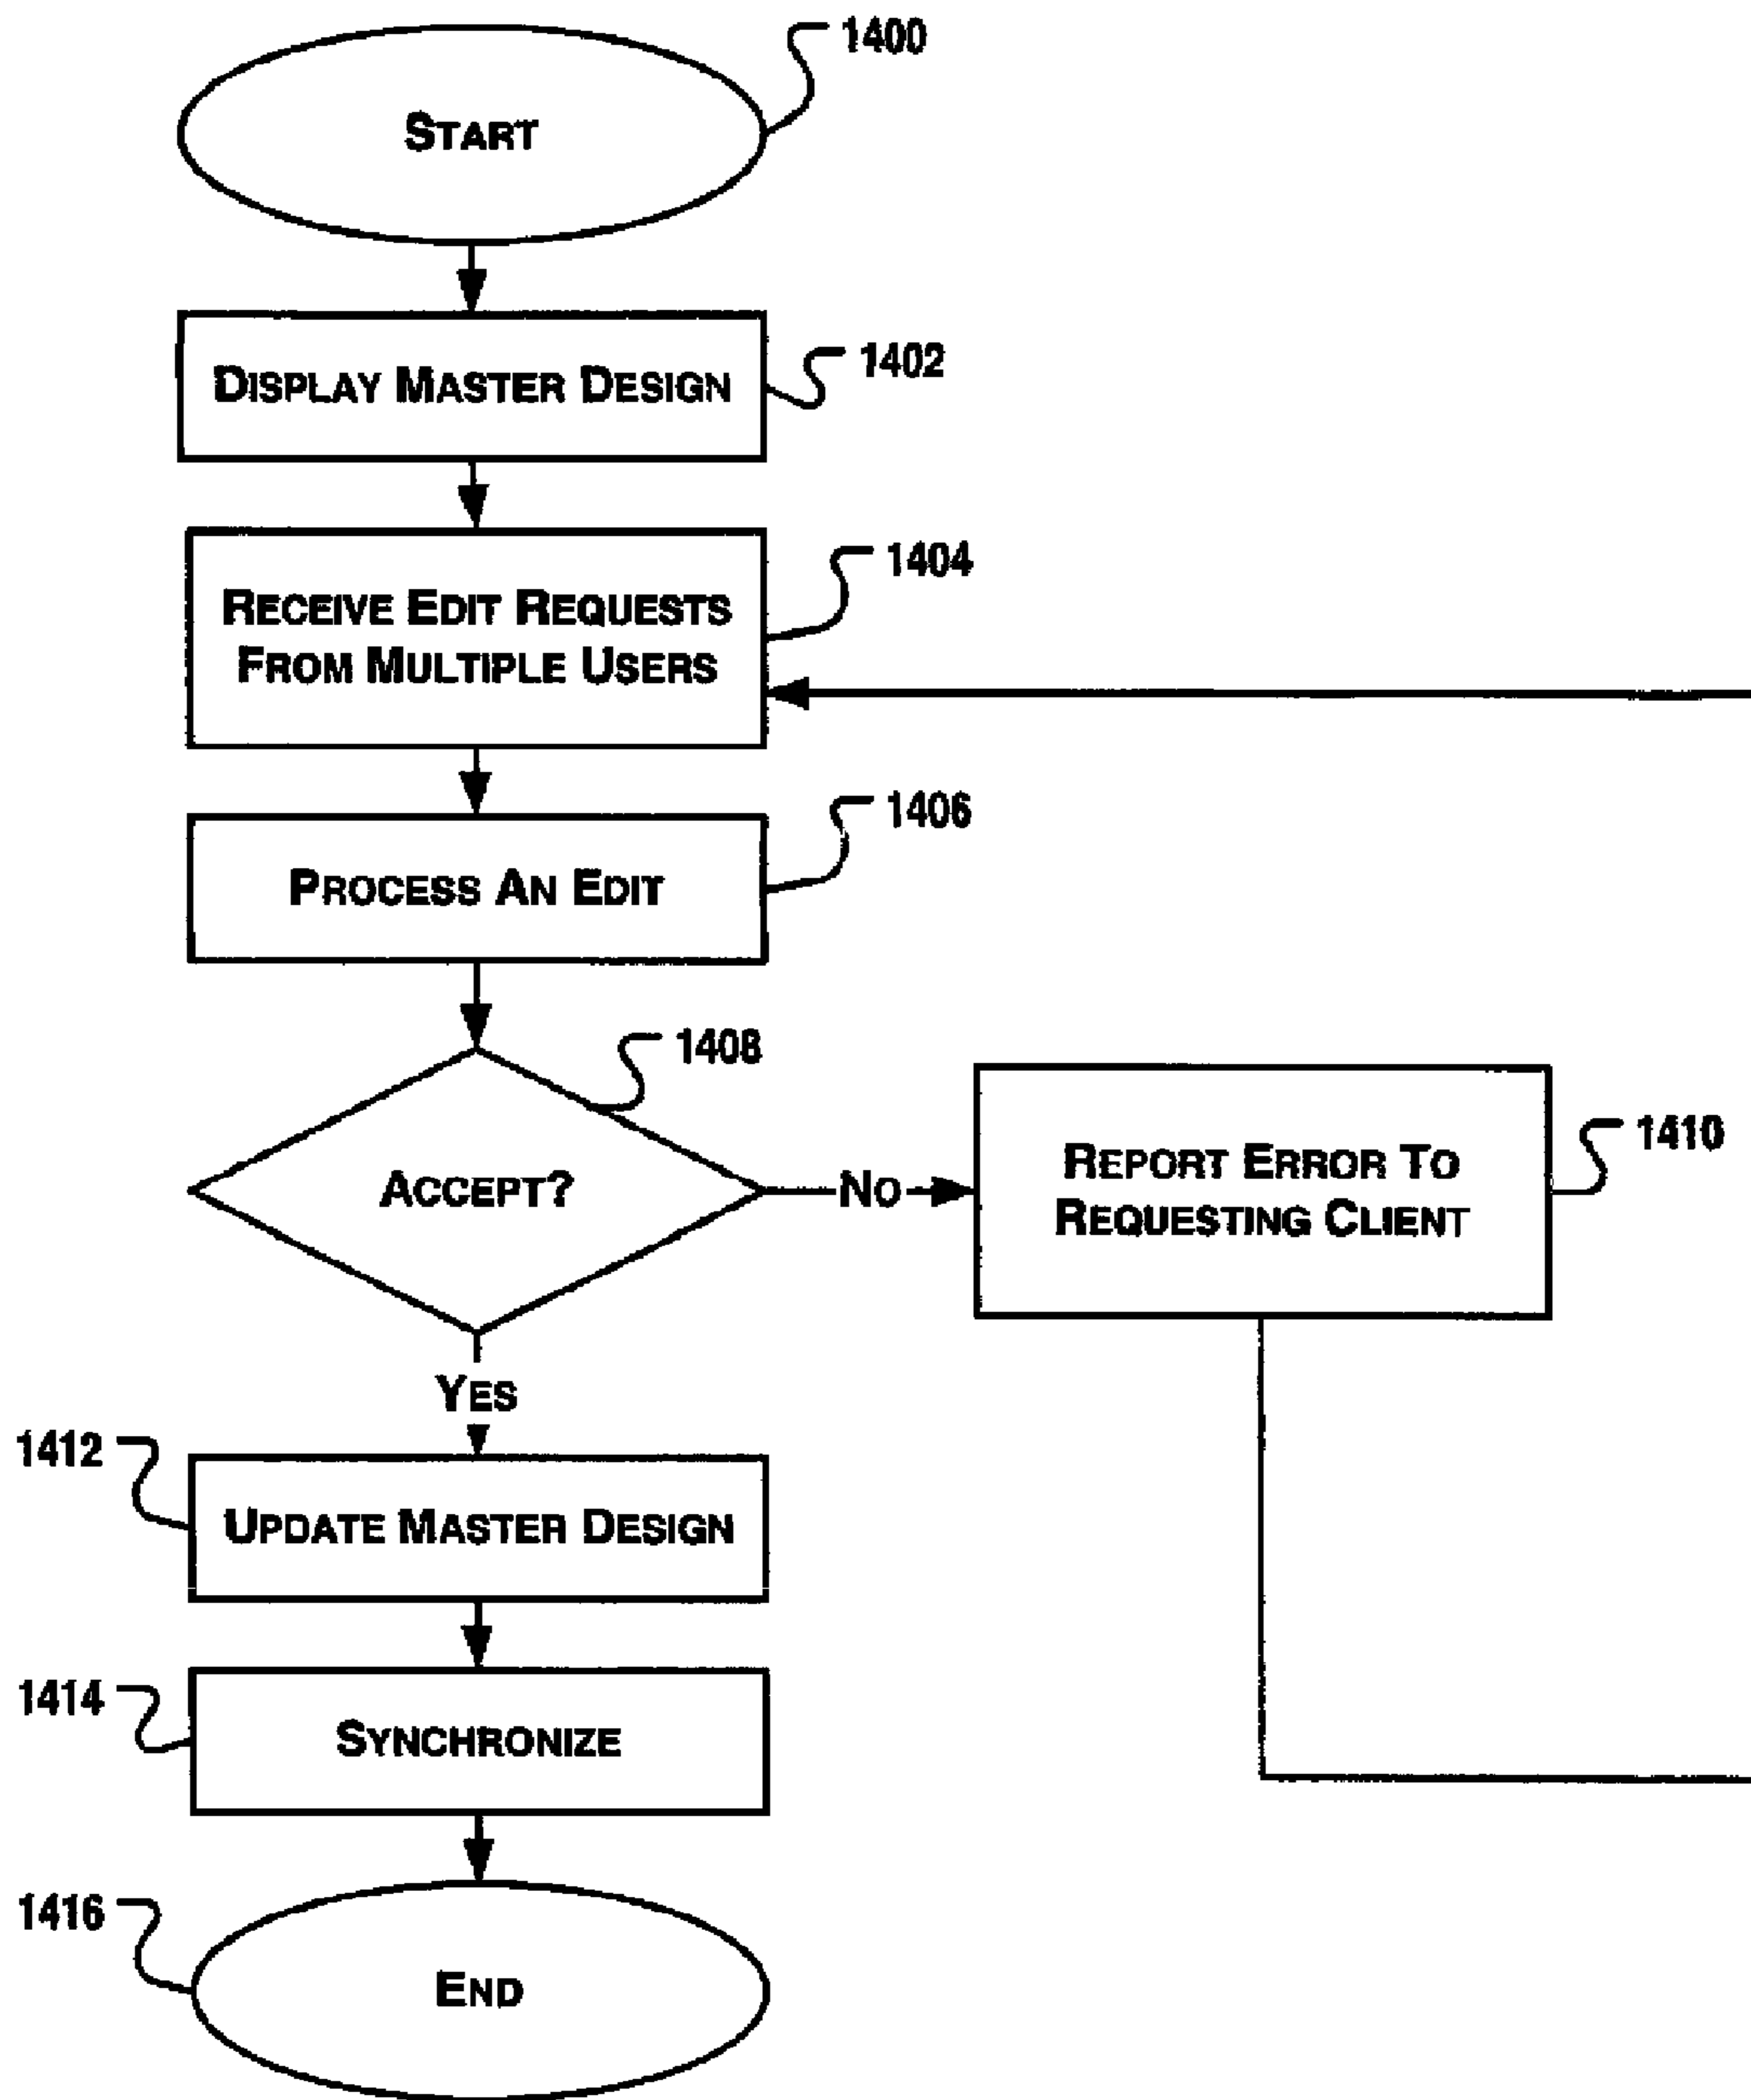 START
1400
DISPLAY MASTER DESIGN
1402
RECEIVE EDIT REQUESTS
FROM MULTIPLE USERS
1404
PROCESS AN EDIT
1406
ACCEPT?
1408
NO
REPORT ERROR TO
REQUESTING CLIENT
1410
YES
1412
UPDATE MASTER DESIGN
1414
SYNCHRONIZE
1416
END